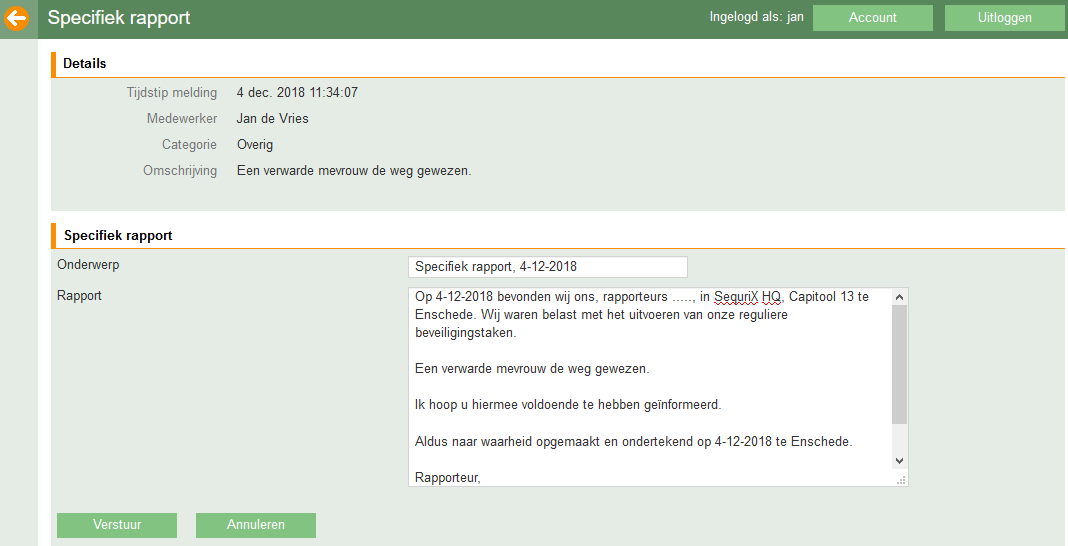 Specifiek rapport
Ingelogd als: jan
Account
Uitloggen
Details
Tijdstip melding 4 dec. 2018 11:34:07
Medewerker Jan de Vries
Categorie Overig
Omschrijving Een verwarde mevrouw de weg gewezen.
Specifiek rapport
Onderwerp Specifiek rapport, 4-12-2018
Rapport
Op 4-12-2018 bevonden wij ons, rapporteurs ....., in SequriX HQ, Capitool 13 te
Enschede. Wij waren belast met het uitvoeren van onze reguliere
beveiligingstaken.
Een verwarde mevrouw de weg gewezen.
Ik hoop u hiermee voldoende te hebben geïnformeerd.
Aldus naar waarheid opgemaakt en ondertekend op 4-12-2018 te Enschede.
Rapporteur,
Verstuur
Annuleren